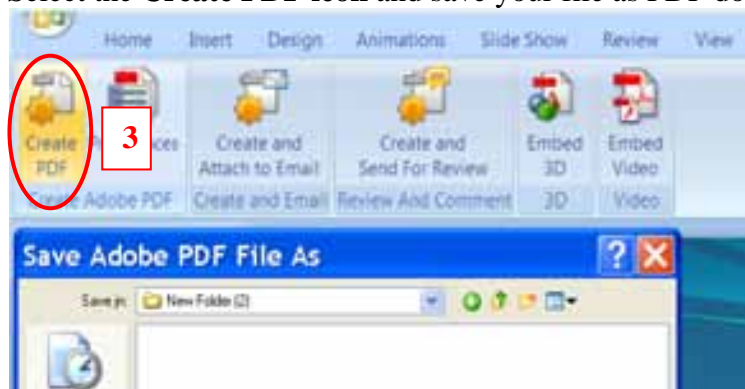 Select the Create PDF icon and save your file as PDF do
Home Insert Design Animations Slide Show Review View
Create PDF
3
Create and Attach to Email
Create and Send For Review
Embed 3D
Embed Video
Create Adobe PDF Create and Email Review And Comment 3D Video
Save Adobe PDF File As
Save in: New Folder (2)